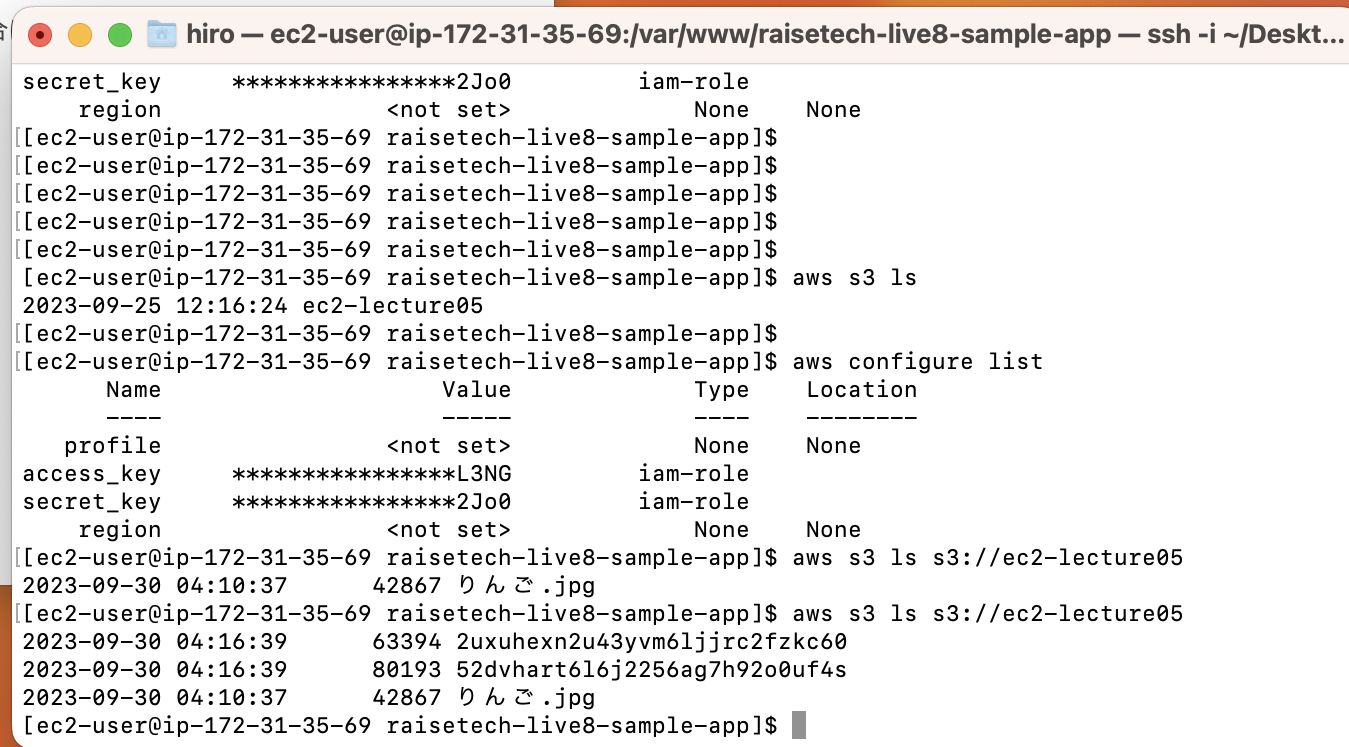 hiro — ec2-user@ip-172-31-35-69:/var/www/raisetech-live8-sample-app — ssh -i ~/Deskt...
secret_key     ****************2Jo0         iam-role
    region                <not set>             None    None
[[ec2-user@ip-172-31-35-69 raisetech-live8-sample-app]$
[[ec2-user@ip-172-31-35-69 raisetech-live8-sample-app]$
[[ec2-user@ip-172-31-35-69 raisetech-live8-sample-app]$
[[ec2-user@ip-172-31-35-69 raisetech-live8-sample-app]$
[[ec2-user@ip-172-31-35-69 raisetech-live8-sample-app]$
[ec2-user@ip-172-31-35-69 raisetech-live8-sample-app]$ aws s3 ls
2023-09-25 12:16:24 ec2-lecture05
[[ec2-user@ip-172-31-35-69 raisetech-live8-sample-app]$
[[ec2-user@ip-172-31-35-69 raisetech-live8-sample-app]$ aws configure list
      Name                    Value             Type    Location
      ----                    -----             ----    --------
   profile                <not set>             None    None
access_key     ****************L3NG         iam-role
secret_key     ****************2Jo0         iam-role
    region                <not set>             None    None
[[ec2-user@ip-172-31-35-69 raisetech-live8-sample-app]$ aws s3 ls s3://ec2-lecture05
2023-09-30 04:10:37      42867 りんご.jpg
[[ec2-user@ip-172-31-35-69 raisetech-live8-sample-app]$ aws s3 ls s3://ec2-lecture05
2023-09-30 04:16:39      63394 2uxuhexn2u43yvm6ljjrc2fzkc60
2023-09-30 04:16:39      80193 52dvhart6l6j2256ag7h92o0uf4s
2023-09-30 04:10:37      42867 りんご.jpg
[ec2-user@ip-172-31-35-69 raisetech-live8-sample-app]$